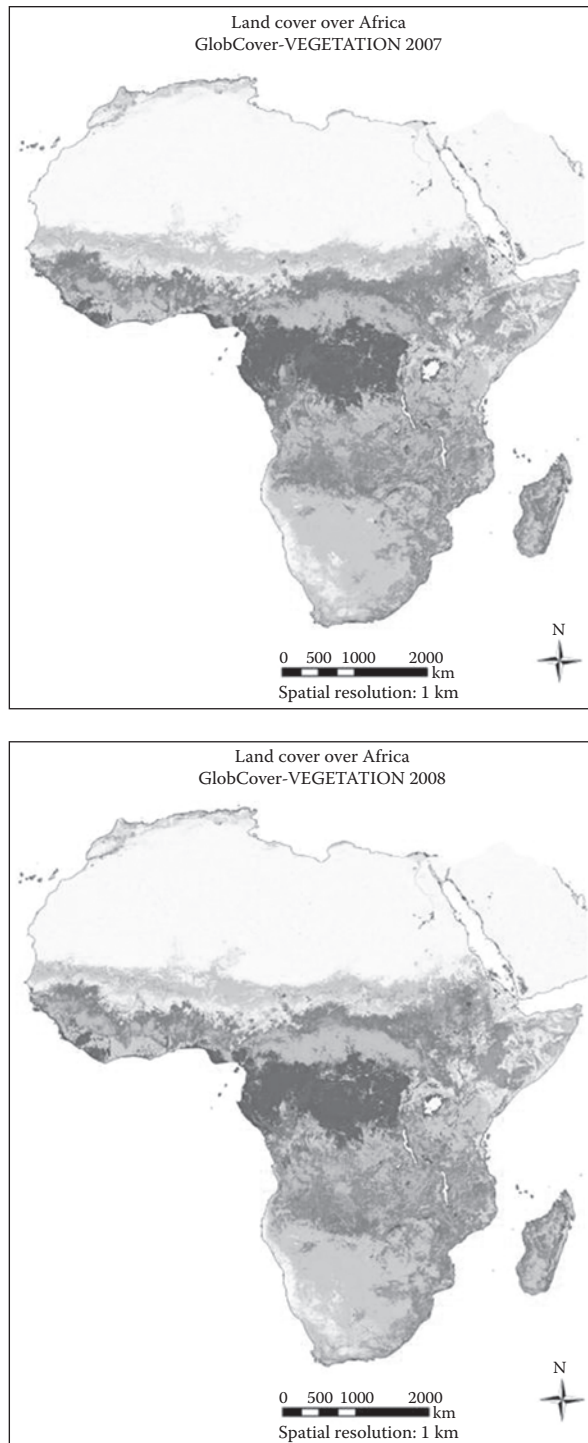 Land cover over Africa
GlobCover-VEGETATION 2007
N
0 500 1000 2000
km
Spatial resolution: 1 km
Land cover over Africa
GlobCover-VEGETATION 2008
N
0 500 1000 2000
km
Spatial resolution: 1 km